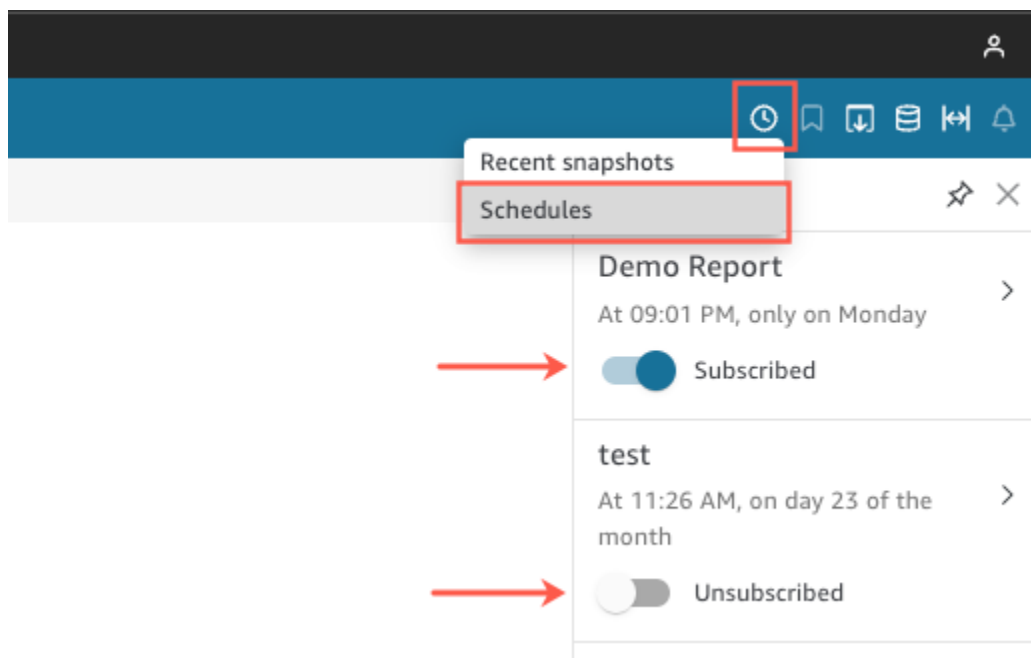 Recent snapshots
Schedules
Demo Report
At 09:01 PM, only on Monday
Subscribed
test
At 11:26 AM, on day 23 of the
month
Unsubscribed